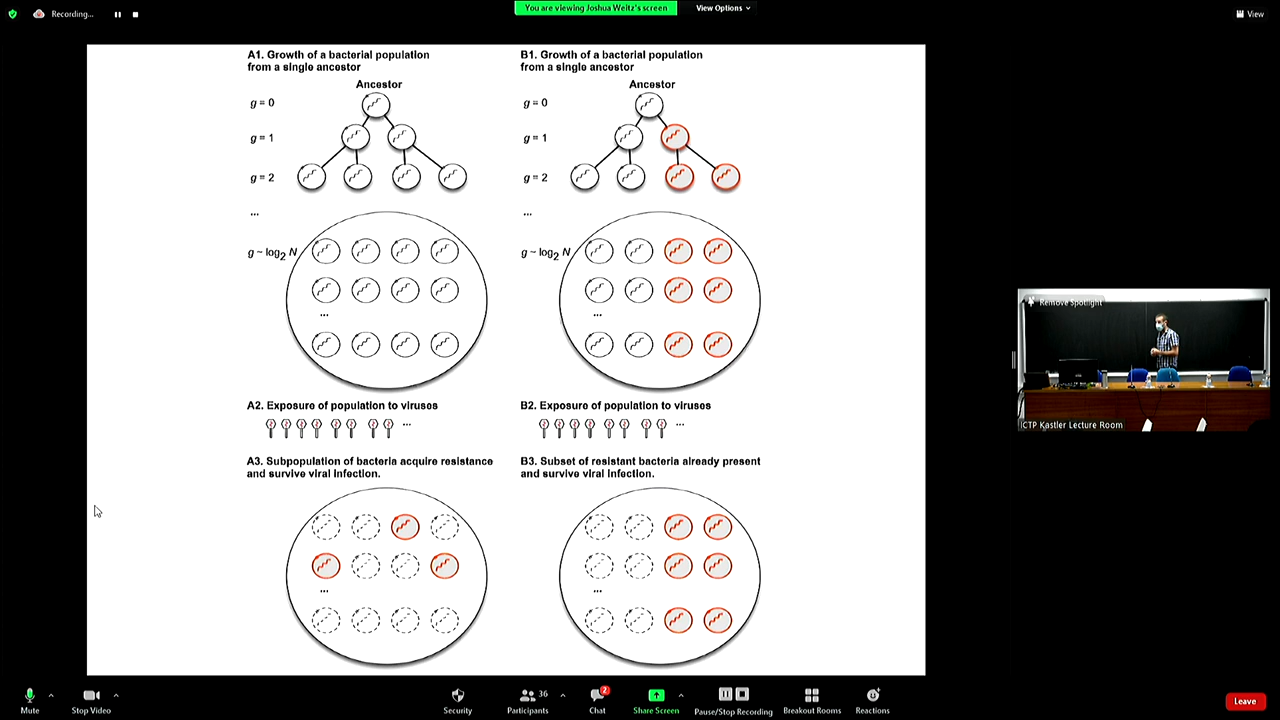 Recording...
You are viewing Joshua Weitz's screen
View Options
View
A1. Growth of a bacterial population
from a single ancestor
Ancestor
g = 0
g = 1
g = 2
...
g ~ log2 N
...
A2. Exposure of population to viruses
...
A3. Subpopulation of bacteria acquire resistance
and survive viral infection.
...
B1. Growth of a bacterial population
from a single ancestor
Ancestor
g = 0
g = 1
g = 2
...
g ~ log2 N
...
B2. Exposure of population to viruses
...
B3. Subset of resistant bacteria already present
and survive viral infection.
...
Remove Spotlight
ICTP Kastler Lecture Room
Mute
Stop Video
Security
Participants
36
Chat
2
Share Screen
Pause/Stop Recording
Breakout Rooms
Reactions
Leave